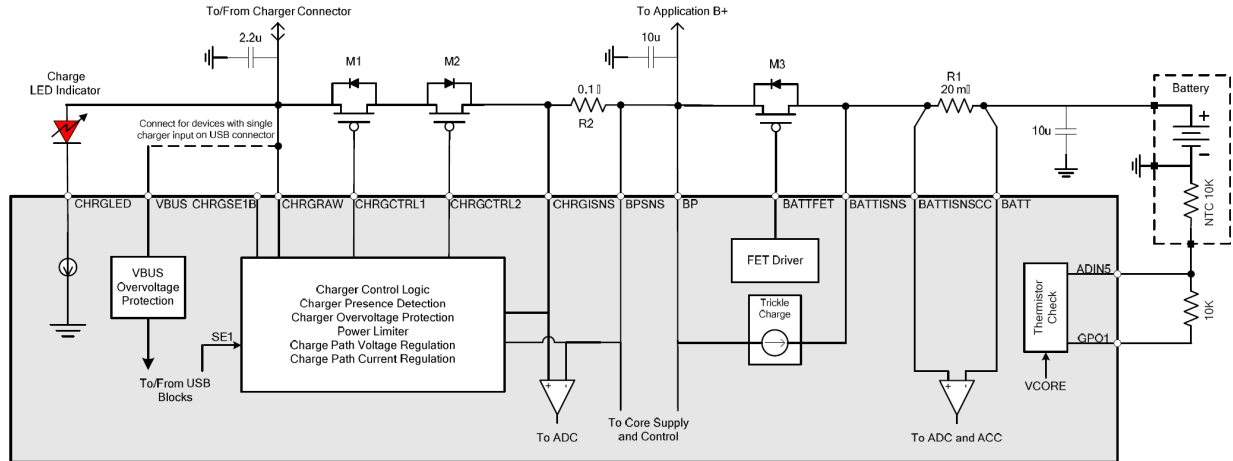 To/From Charger Connector
To Application B+
2.2u
10u
M1
M2
M3
R1
20 m▯
Charge
LED Indicator
0.1 ▯
R2
Battery
+
-
Connect for devices with single
charger input on USB connector
10u
NTC 10K
CHRGLED
VBUS
CHRGSE1B
CHRGRAW
CHRGCTRL1
CHRGCTRL2
CHRGISNS
BPSNS
BP
BATTFET
BATTISNS
BATTISNSCC
BATT
VBUS
Overvoltage
Protection
Charger Control Logic
Charger Presence Detection
Charger Overvoltage Protection
Power Limiter
Charge Path Voltage Regulation
Charge Path Current Regulation
FET Driver
Trickle
Charge
Thermistor
Check
ADIN5
GPO1
10K
SE1
VCORE
To/From USB
Blocks
+ -
+ -
To ADC
To Core Supply
and Control
To ADC and ACC